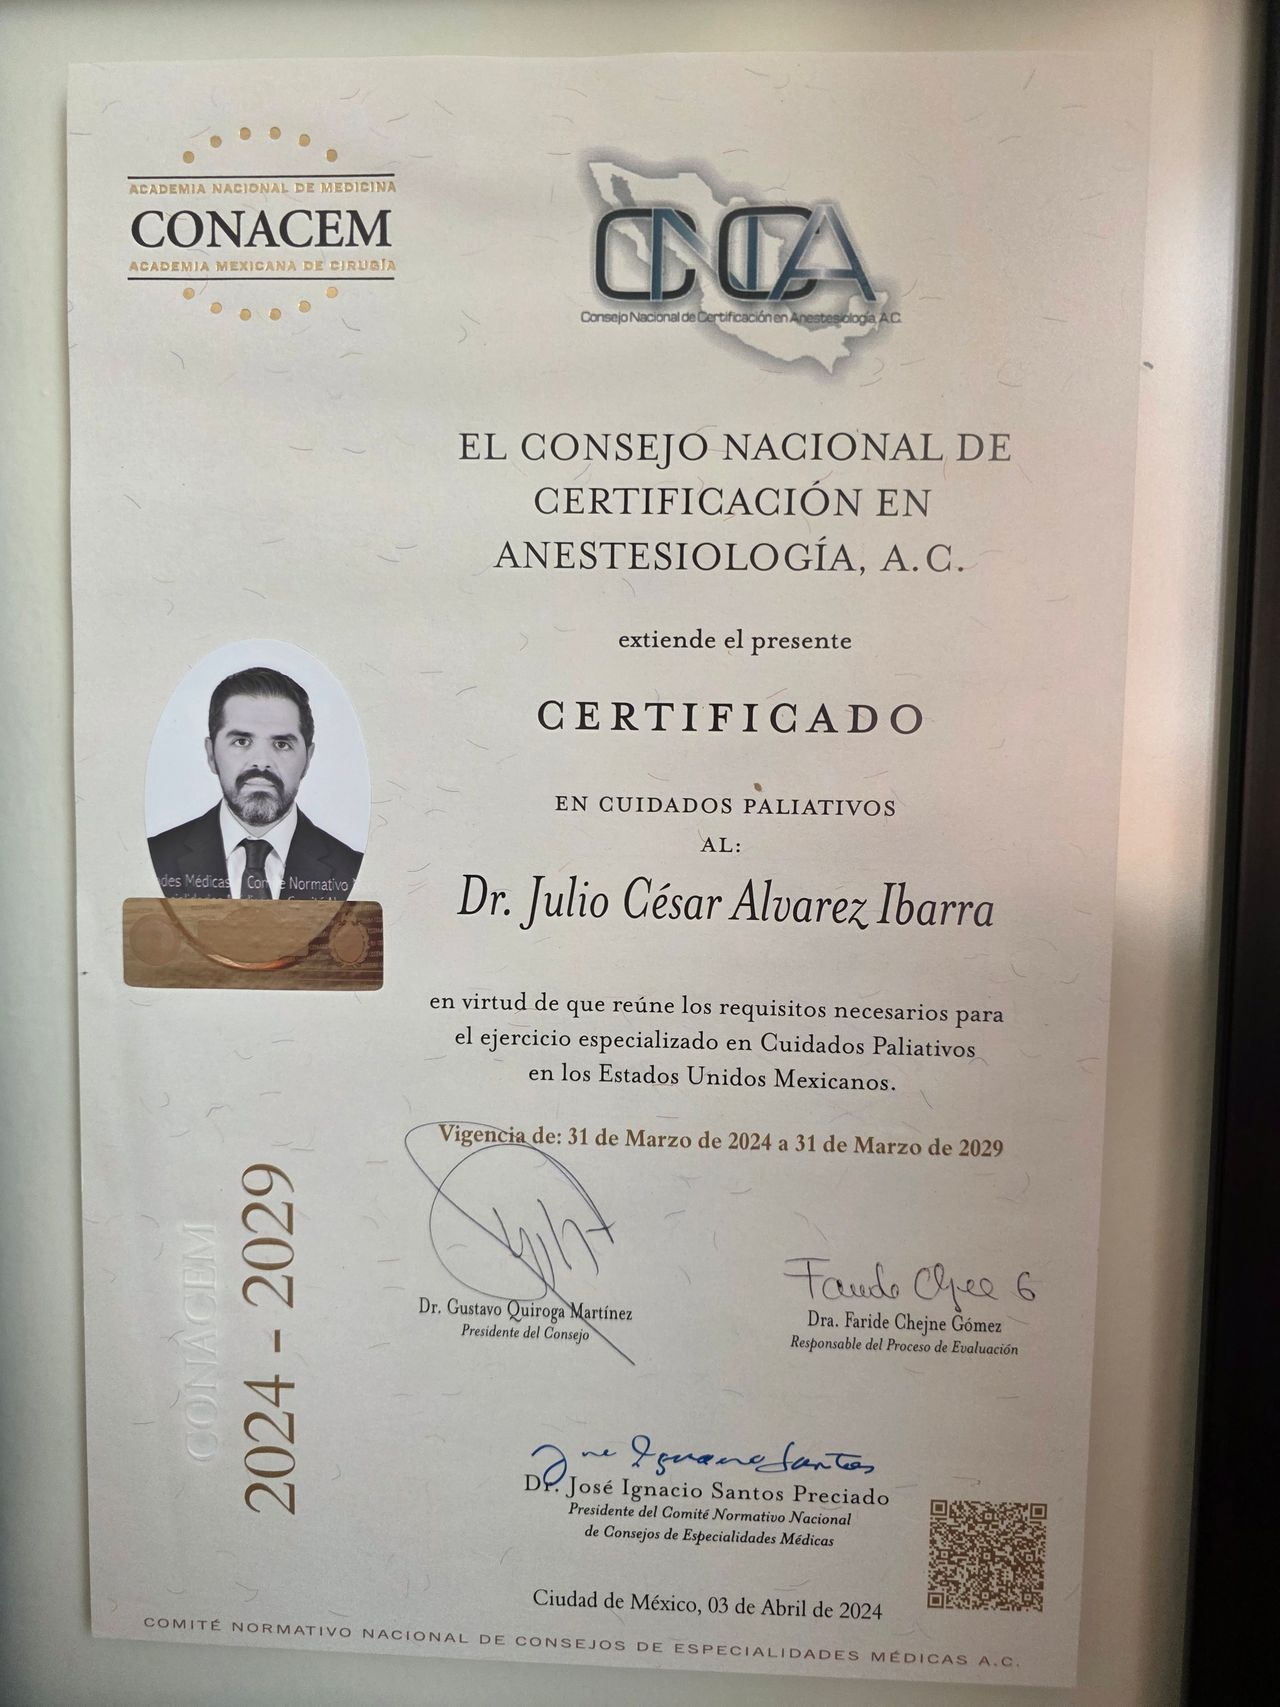 ACADEMIA NACIONAL DE MEDICINA
CONACEM
ACADEMIA MEXICANA DE CIRUGÍA
CNCA
Consejo Nacional de Certificación en Anestesiología, A.C.
EL CONSEJO NACIONAL DE
CERTIFICACIÓN EN
ANESTESIOLOGÍA, A.C.
extiende el presente
CERTIFICADO
EN CUIDADOS PALIATIVOS
AL:
Dr. Julio César Alvarez Ibarra
des Médicas Comité Normativo
en virtud de que reúne los requisitos necesarios para
el ejercicio especializado en Cuidados Paliativos
en los Estados Unidos Mexicanos.
Vigencia de: 31 de Marzo de 2024 a 31 de Marzo de 2029
CONACEM
2024 - 2029
Dr. Gustavo Quiroga Martínez
Presidente del Consejo
Dra. Faride Chejne Gómez
Responsable del Proceso de Evaluación
Dr. José Ignacio Santos Preciado
Presidente del Comité Normativo Nacional
de Consejos de Especialidades Médicas
Ciudad de México, 03 de Abril de 2024
COMITÉ NORMATIVO NACIONAL DE CONSEJOS DE ESPECIALIDADES MÉDICAS A.C.